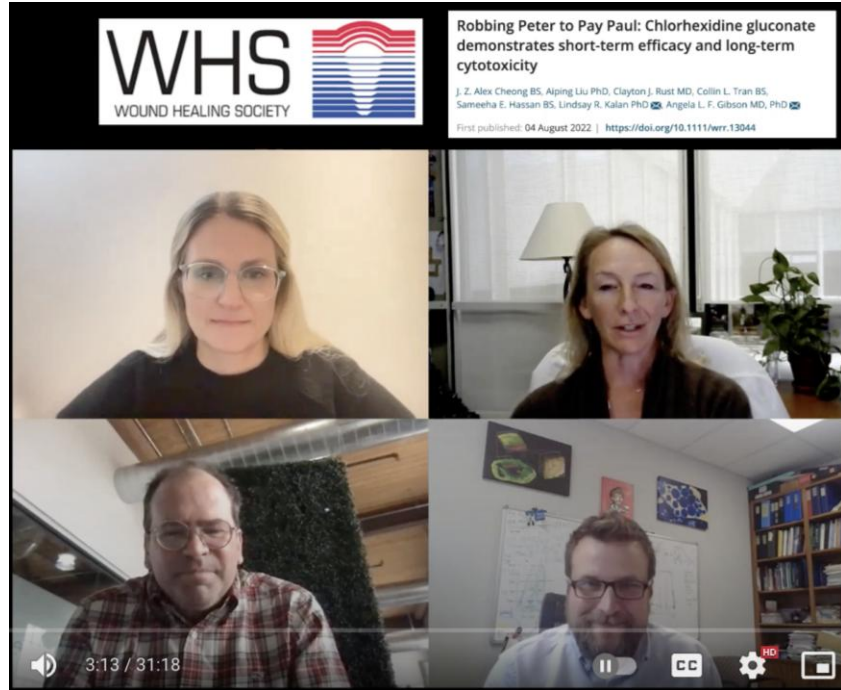 WHS
WOUND HEALING SOCIETY
Robbing Peter to Pay Paul: Chlorhexidine gluconate
demonstrates short-term efficacy and long-term
cytotoxicity
J. Z. Alex Cheong BS, Aiping Liu PhD, Clayton J. Rust MD, Collin L. Tran BS,
Sameeha E. Hassan BS, Lindsay R. Kalan PhD, Angela L. F. Gibson MD, PhD
First published: 04 August 2022 | https://doi.org/10.1111/wrr.13044
3:13 / 31:18
CC
HD